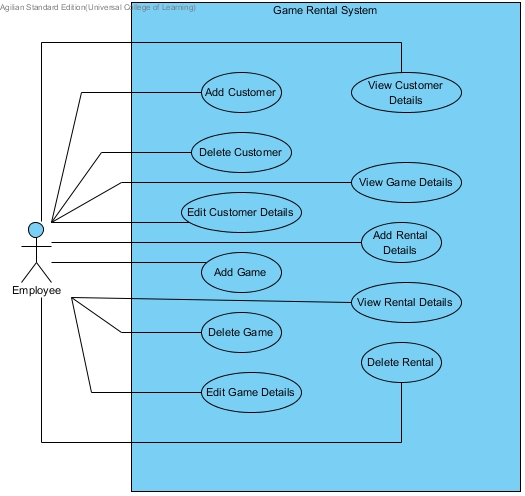 Agilian Standard Edition(Universal College of Learning)
Game Rental System
View Customer
Details
Add Customer
Delete Customer
View Game Details
Edit Customer Details
Add Rental
Details
Add Game
Employee
View Rental Details
Delete Game
Delete Rental
Edit Game Details